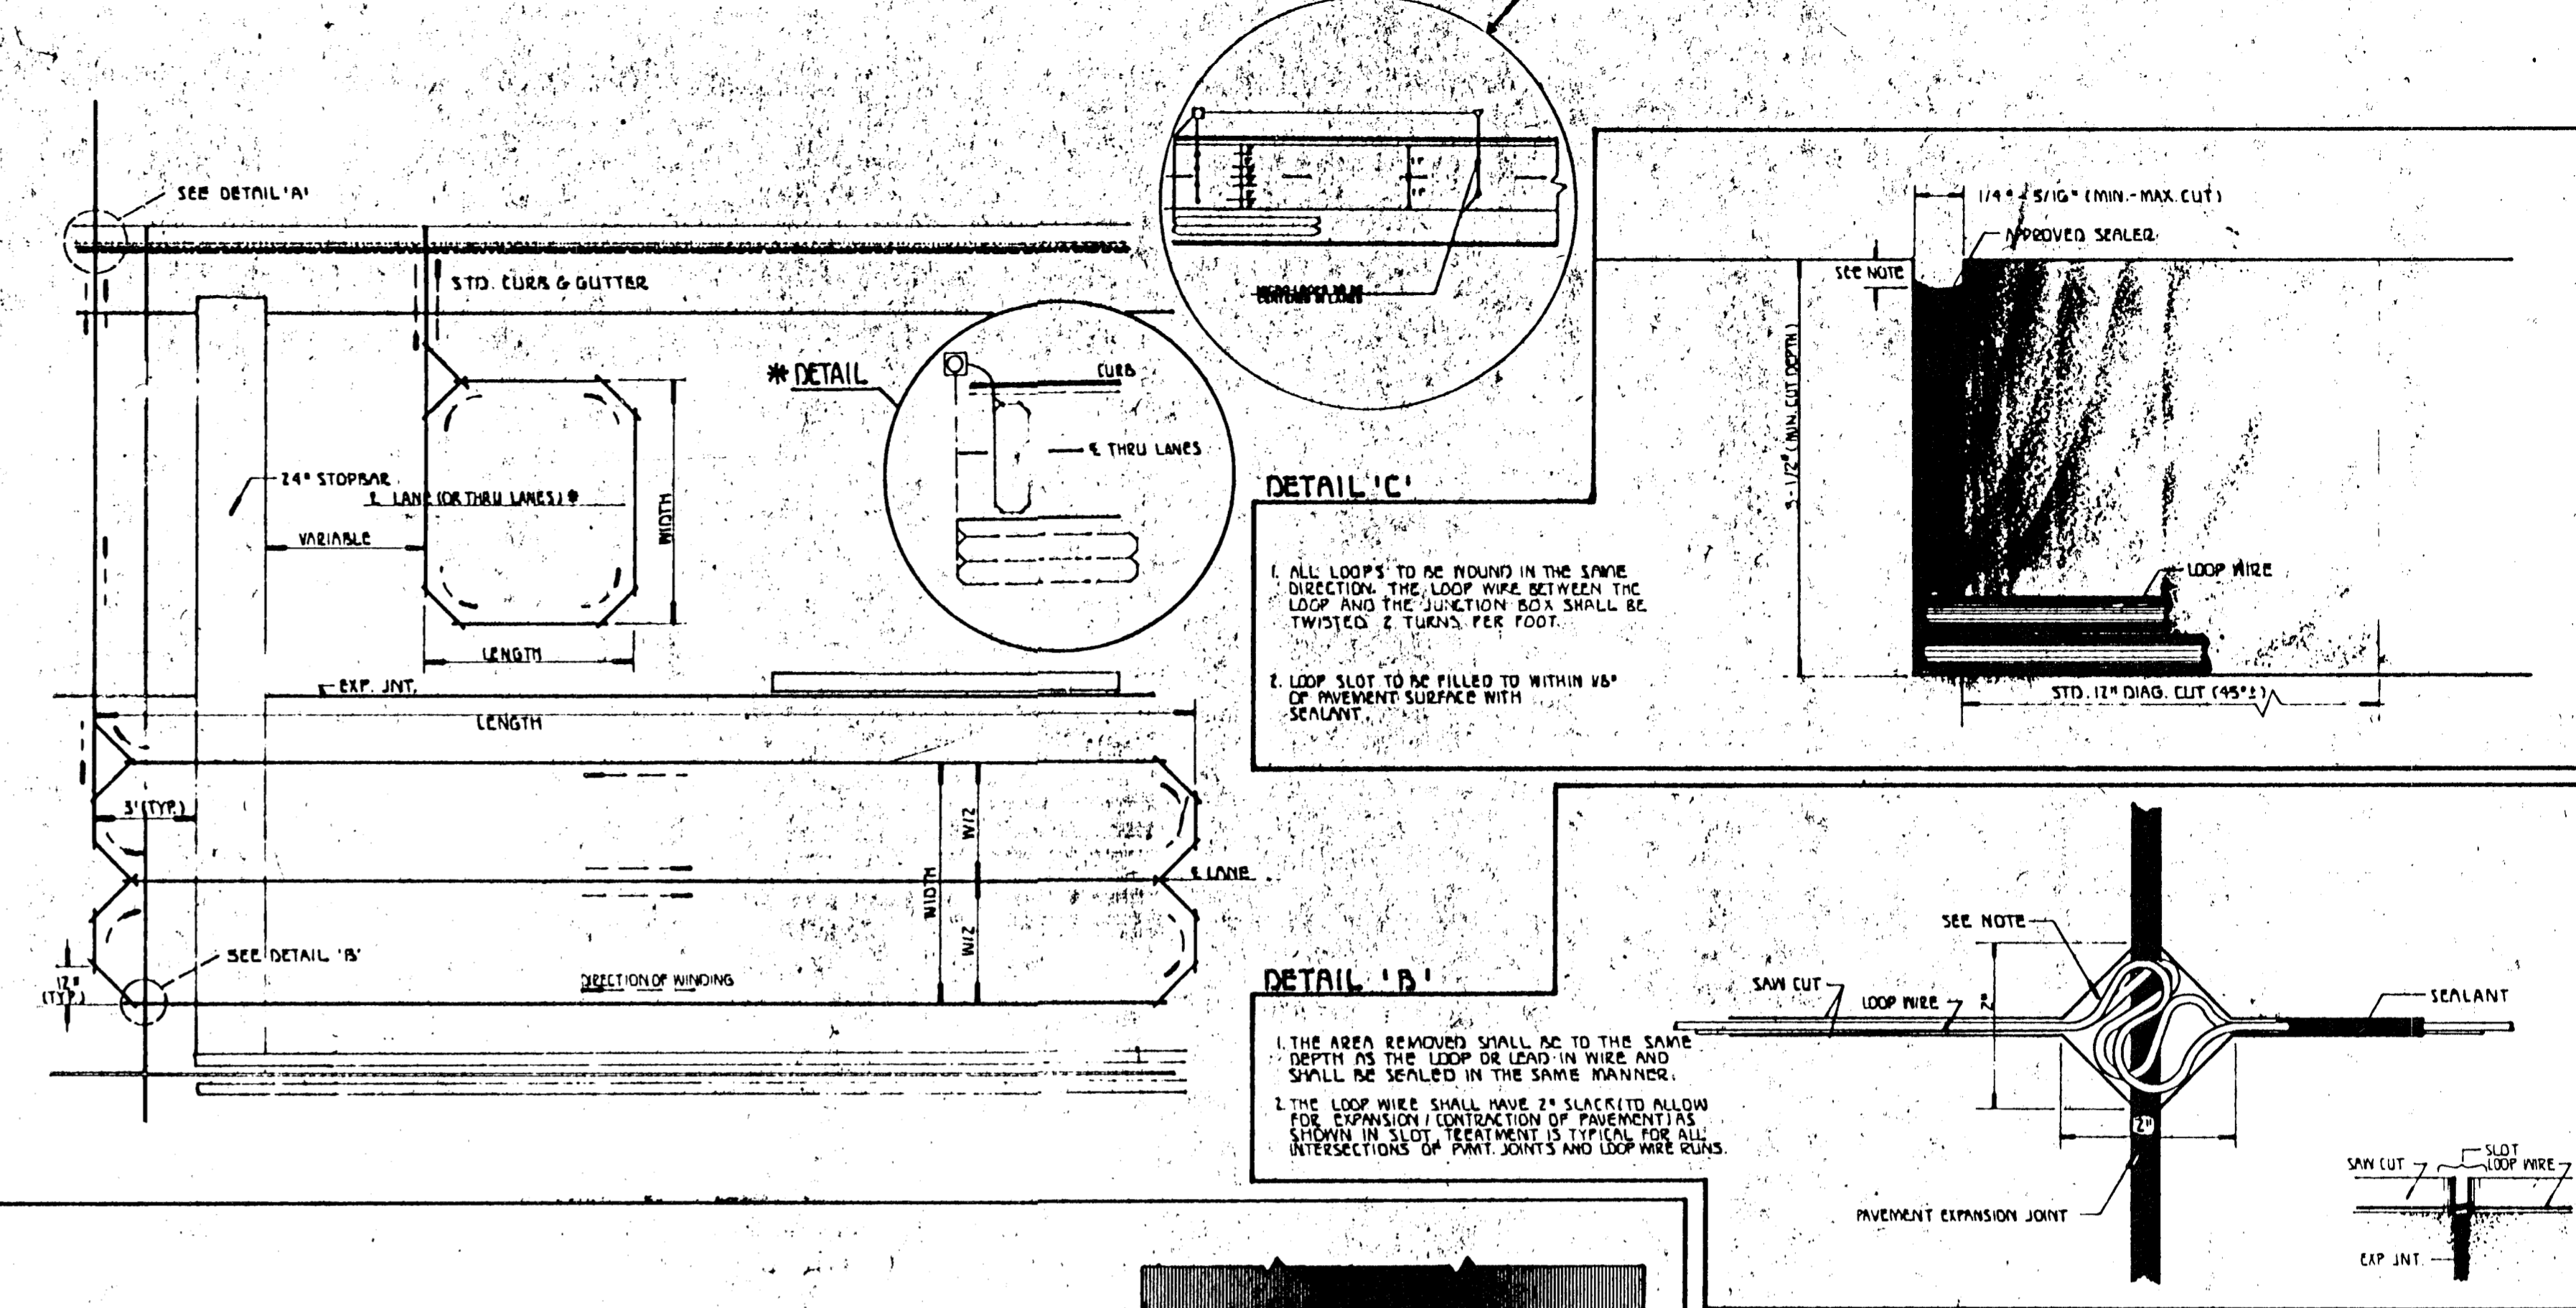 SEE DETAIL 'A'
STD. CURB & GUTTER
24" STOPBAR
℄ LANE (OR THRU LANES) *
VARIABLE
WIDTH
LENGTH
EXP. JNT.
LENGTH
3' (TYP.)
W/2
WIDTH
W/2
℄ LANE
SEE DETAIL 'B'
12"
(TYP.)
DIRECTION OF WINDING
* DETAIL
CURB
℄ THRU LANES
DETAIL 'C'
1. ALL LOOPS TO BE WOUND IN THE SAME
DIRECTION. THE LOOP WIRE BETWEEN THE
LOOP AND THE JUNCTION BOX SHALL BE
TWISTED 2 TURNS PER FOOT.
2. LOOP SLOT TO BE FILLED TO WITHIN 1/8"
OF PAVEMENT SURFACE WITH
SEALANT.
1/4" 5/16" (MIN.-MAX. CUT)
APPROVED SEALER
SEE NOTE
3-1/2" (MIN. CUT DEPTH)
LOOP WIRE
STD. 12" DIAG. CUT (45°±)
DETAIL 'B'
1. THE AREA REMOVED SHALL BE TO THE SAME
DEPTH AS THE LOOP OR LEAD-IN WIRE AND
SHALL BE SEALED IN THE SAME MANNER.
2. THE LOOP WIRE SHALL HAVE 2" SLACK (TO ALLOW
FOR EXPANSION / CONTRACTION OF PAVEMENT) AS
SHOWN IN SLOT. TREATMENT IS TYPICAL FOR ALL
INTERSECTIONS OF PVMT. JOINTS AND LOOP WIRE RUNS.
SEE NOTE
SAW CUT
LOOP WIRE
2"
SEALANT
2"
PAVEMENT EXPANSION JOINT
SLOT
SAW CUT
LOOP WIRE
EXP JNT.